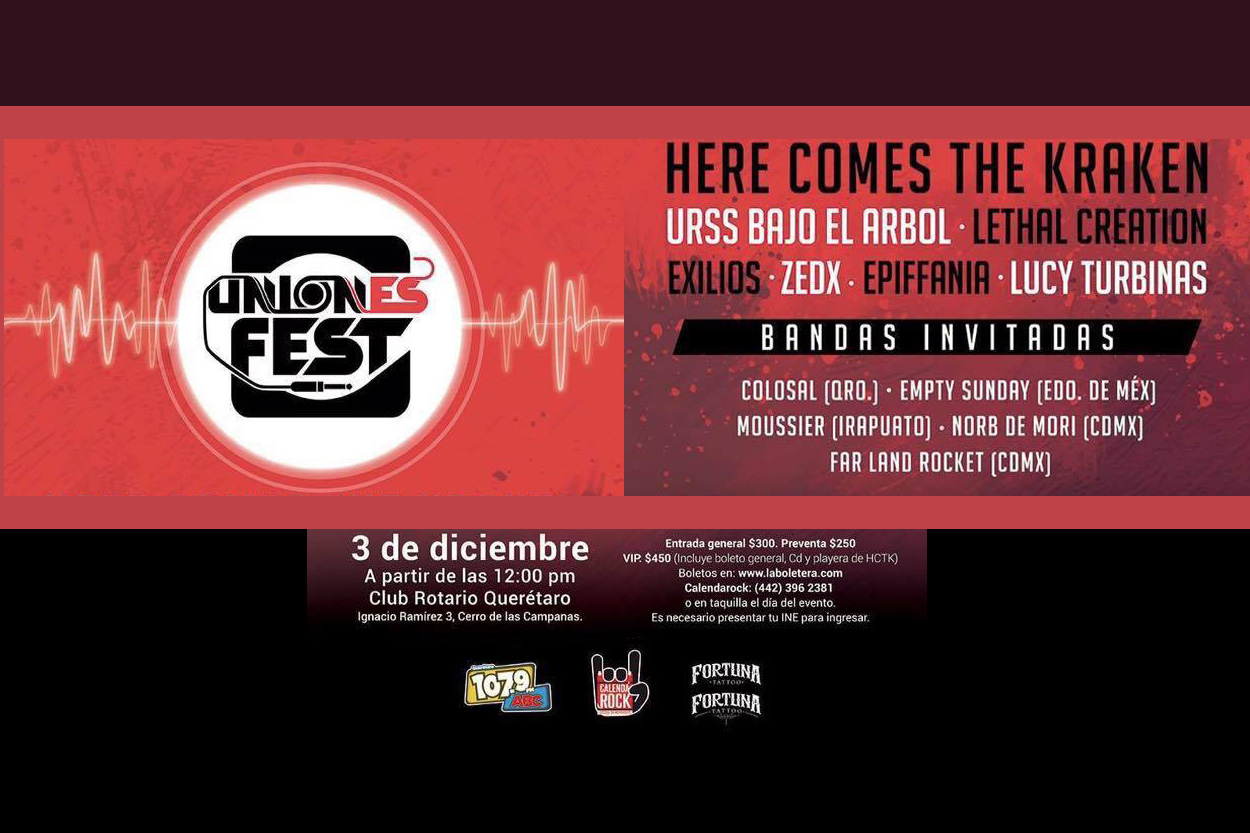 UNIONES
FEST
HERE COMES THE KRAKEN
URSS BAJO EL ARBOL · LETHAL CREATION
EXILIOS · ZEDX · EPIFFANIA · LUCY TURBINAS
BANDAS INVITADAS
COLOSAL (QRO.) · EMPTY SUNDAY (EDO. DE MÉX)
MOUSSIER (IRAPUATO) · NORB DE MORI (CDMX)
FAR LAND ROCKET (CDMX)
3 de diciembre
A partir de las 12:00 pm
Club Rotario Querétaro
Ignacio Ramírez 3, Cerro de las Campanas.
Entrada general $300. Preventa $250
VIP. $450 (Incluye boleto general, Cd y playera de HCTK)
Boletos en: www.laboletera.com
Calendarock: (442) 396 2381
o en taquilla el día del evento.
Es necesario presentar tu INE para ingresar.
107.9
ABC
CALENDA
ROCK
FORTUNA
TATTOO
FORTUNA
TATTOO